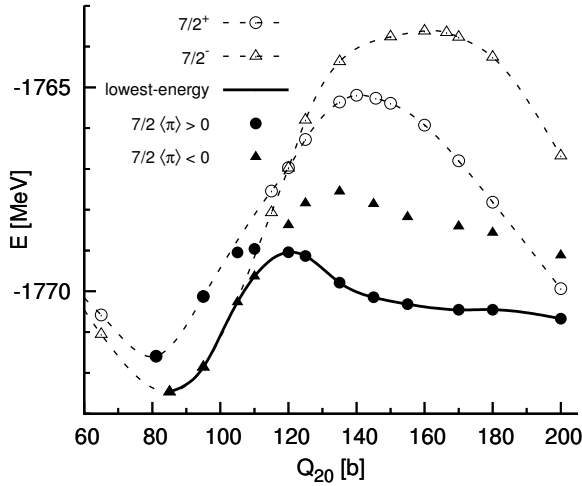 7/2⁺
7/2⁻
lowest-energy
7/2 ⟨π⟩ > 0
7/2 ⟨π⟩ < 0
E [MeV]
-1765
-1770
60 80 100 120 140 160 180 200
Q₂₀ [b]